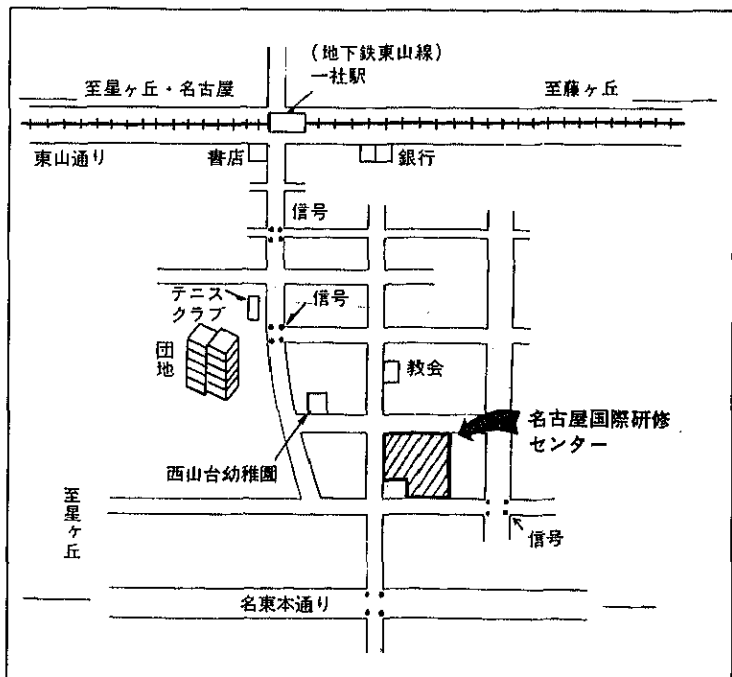 (地下鉄東山線)
一社駅
至星ヶ丘・名古屋
至藤ヶ丘
東山通り
書店
銀行
信号
テニス
クラブ
信号
団地
教会
名古屋国際研修
センター
西山台幼稚園
至星ヶ丘
信号
名東本通り